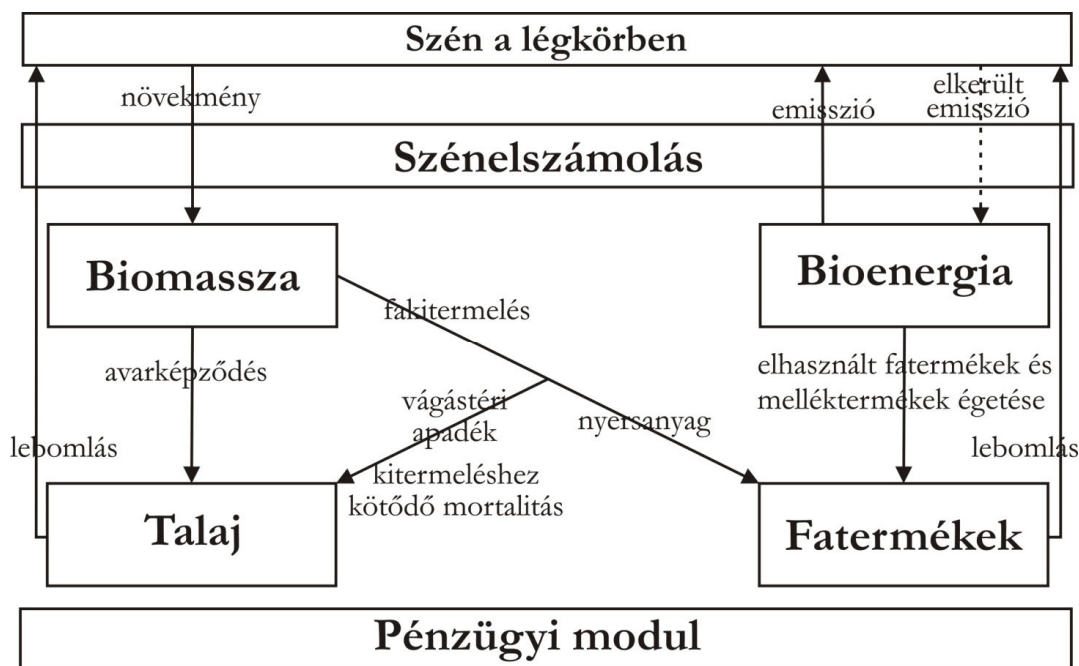 Szén a légkörben
növekmény
emisszió
elkerült
emisszió
Szénelszámolás
Biomassza
Bioenergia
fakitermelés
avarképződés
elhasznált fatermékek és
melléktermékek égetése
vágástéri
apadék
nyersanyag
lebomlás
lebomlás
kitermeléshez
kötődő mortalitás
Talaj
Fatermékek
Pénzügyi modul